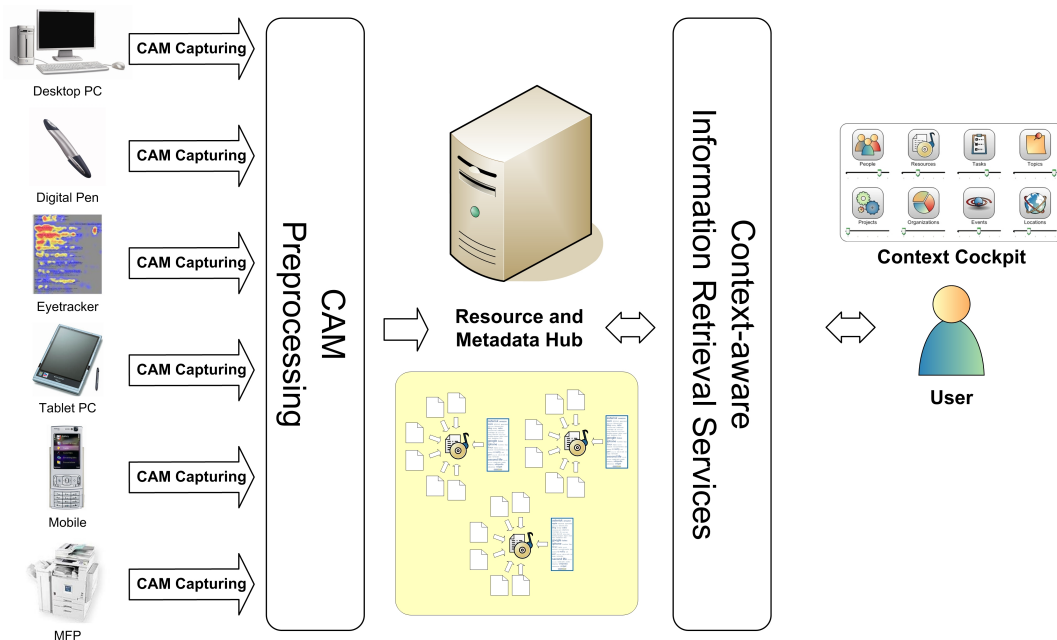 Desktop PC
CAM Capturing
Digital Pen
CAM Capturing
Eyetracker
CAM Capturing
Tablet PC
CAM Capturing
Mobile
CAM Capturing
MFP
CAM Capturing
CAM
Preprocessing
Resource and
Metadata Hub
Context-aware
Information Retrieval Services
People
Resources
Tasks
Topics
Projects
Organizations
Events
Locations
Context Cockpit
User